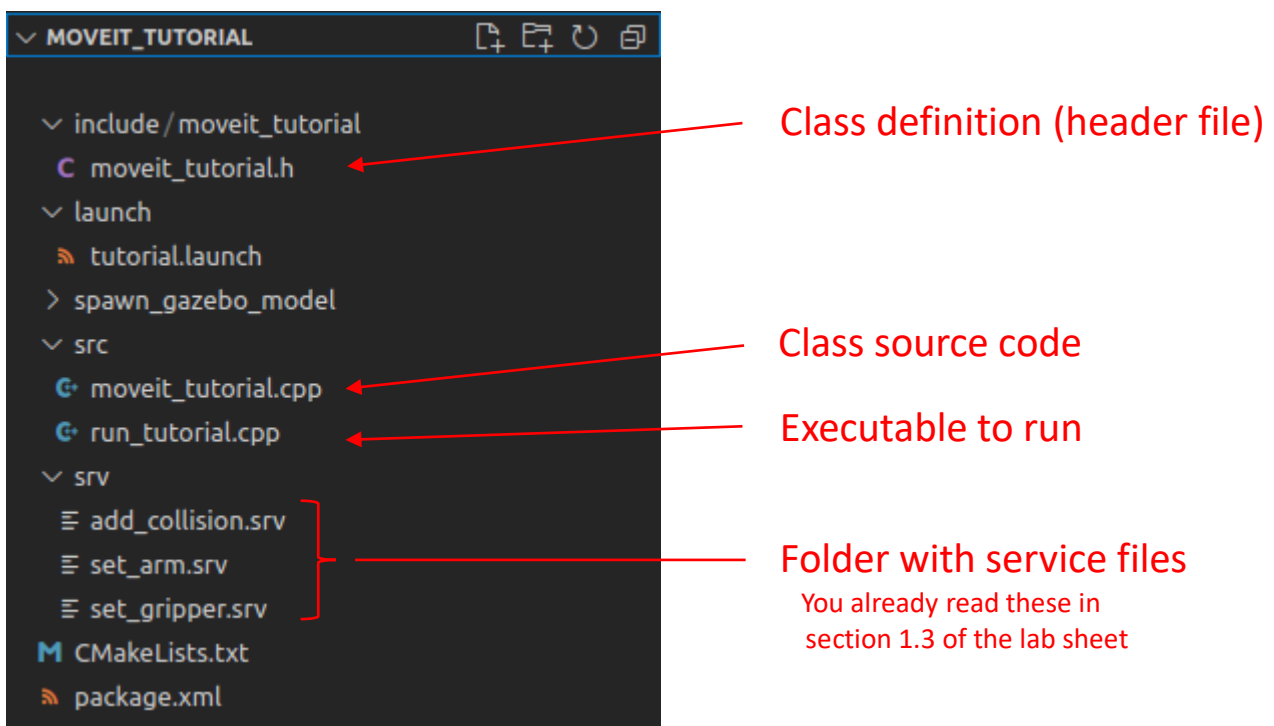 MOVEIT_TUTORIAL
include/moveit_tutorial
Class definition (header file)
C moveit_tutorial.h
launch
tutorial.launch
spawn_gazebo_model
src
Class source code
moveit_tutorial.cpp
Executable to run
run_tutorial.cpp
srv
add_collision.srv
Folder with service files
set_arm.srv
You already read these in
set_gripper.srv
section 1.3 of the lab sheet
M CMakeLists.txt
package.xml